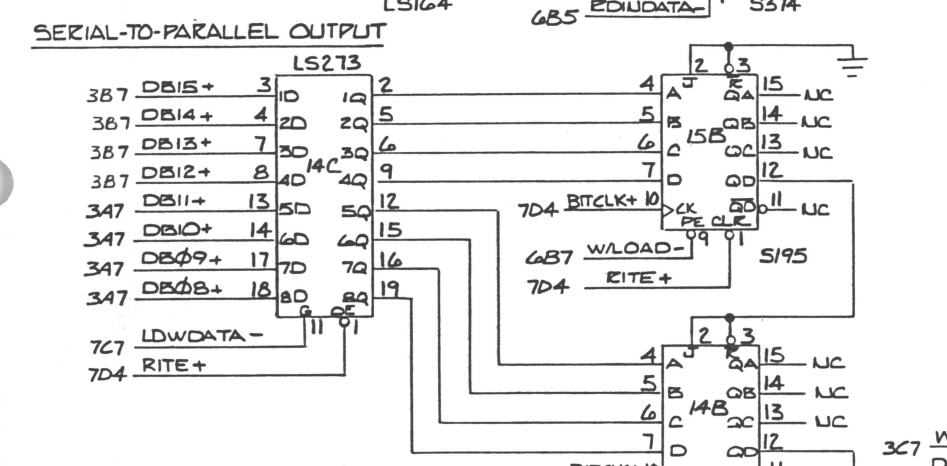 LS164
6B5 RDINDATA- S374
SERIAL-TO-PARALLEL OUTPUT
LS273
2 3
J K
3B7 DB15+ 3 1D 1Q 2 4 A QA 15 NC
3B7 DB14+ 4 2D 2Q 5 5 B 15B QB 14 NC
3B7 DB13+ 7 3D 14C 3Q 6 6 C QC 13 NC
3B7 DB12+ 8 4D 4Q 9 7 D QD 12
3A7 DB11+ 13 5D 5Q 12 7D4 BITCLK+ 10 CK QD 11 NC
PE CLR
3A7 DB10+ 14 6D 6Q 15 9 1 S195
6B7 W/LOAD-
3A7 DBØ9+ 17 7D 7Q 16
7D4 RITE+
3A7 DBØ8+ 18 8D 8Q 19
G OE
11 1
7C7 LDWDATA-
7D4 RITE+
2 3
J K
4 A QA 15 NC
5 B QB 14 NC
6 C 14B QC 13 NC
7 D QD 12
3C7 W